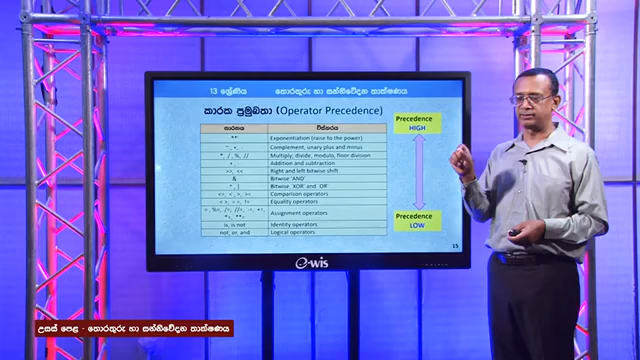 13 ශ්‍රේණිය තොරතුරු හා සන්නිවේදන තාක්ෂණය
කාරක ප්‍රමුඛතා (Operator Precedence)
කාරකය විස්තරය
** Exponentiation (raise to the power)
~, +, - Complement, unary plus and minus
*, /, %, // Multiply, divide, modulo, floor division
+, - Addition and subtraction
>>, << Right and left bitwise shift
& Bitwise 'AND'
^, | Bitwise 'XOR' and 'OR'
<=, <, >, >= Comparison operators
Equality operators
Assignment operators
is, is not Identity operators
not, or, and Logical operators
Precedence
HIGH
Precedence
LOW
15
e-wis
උසස් පෙළ - තොරතුරු හා සන්නිවේදන තාක්ෂණය